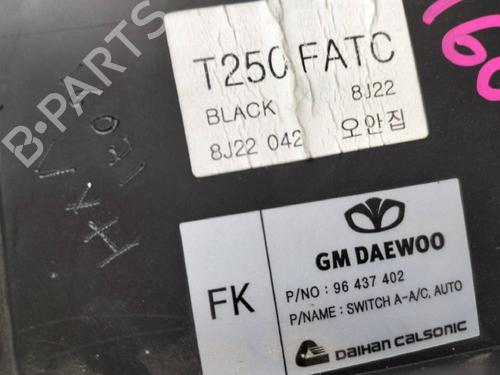 T250 FATC
BLACK 8J22
8J22 042 오안집
160
B-PARTS
FK
GM DAEWOO
P/NO : 96 437 402
P/NAME : SWITCH A-A/C, AUTO
DAIHAN CALSONIC